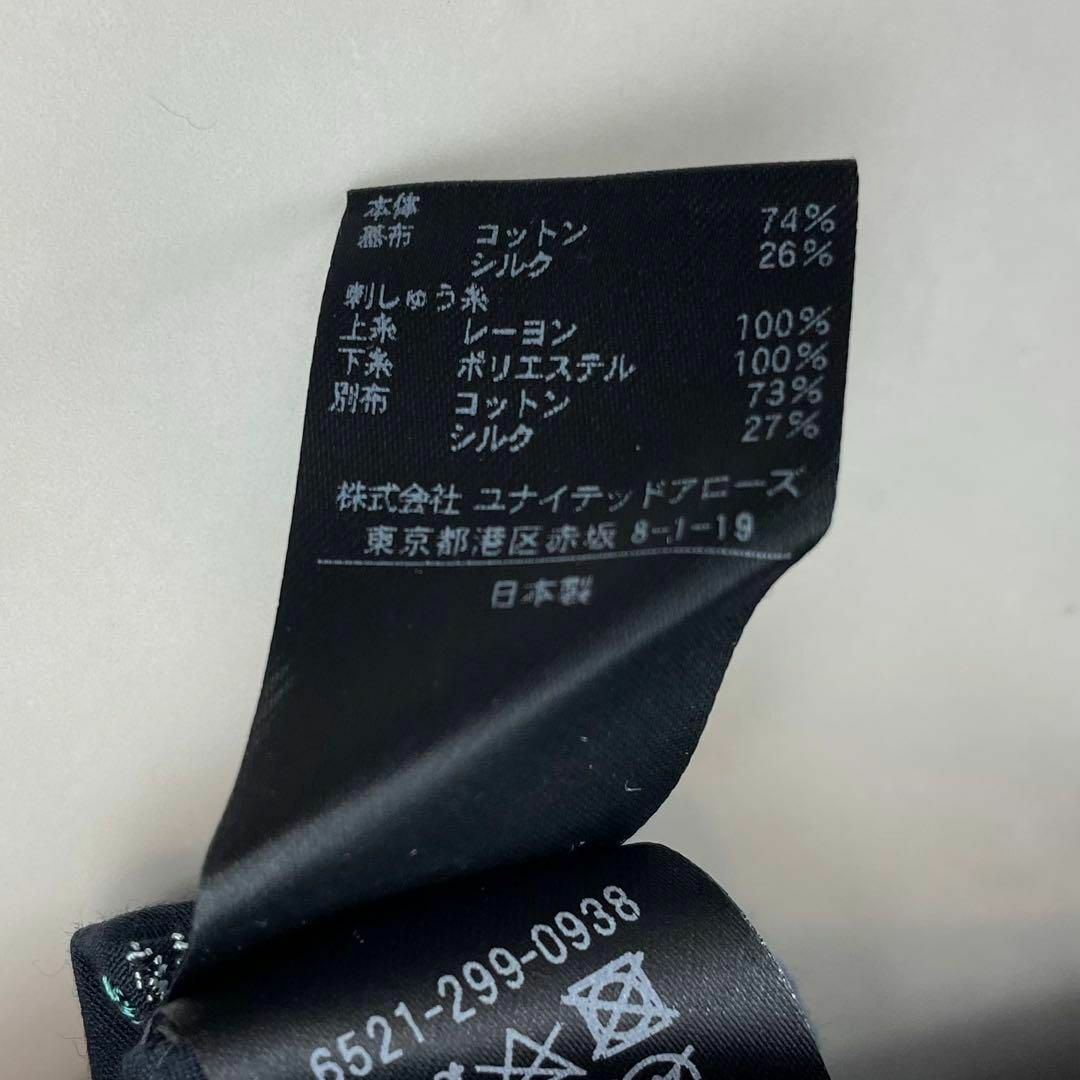 本体
基布 コットン 74%
シルク 26%
刺しゅう糸
上糸 レーヨン 100%
下糸 ポリエステル 100%
別布 コットン 73%
シルク 27%
株式会社 ユナイテッドアローズ
東京都港区赤坂 8-1-19
日本製
6521-299-0938